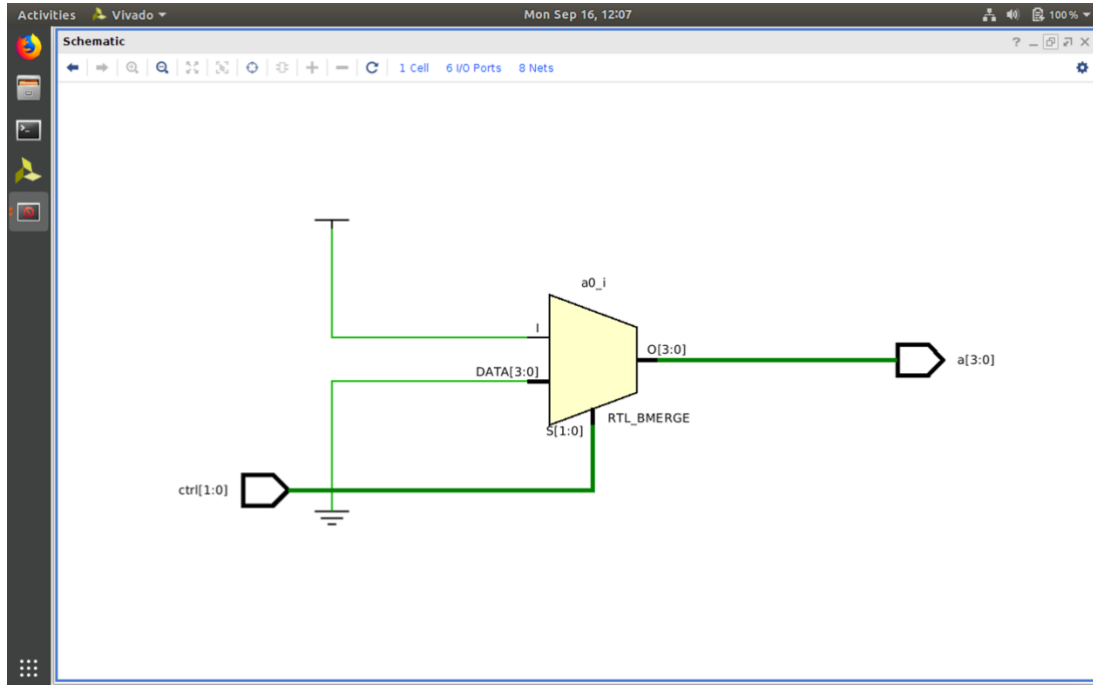 Activities Vivado Mon Sep 16, 12:07 100 %
Schematic
1 Cell 6 I/O Ports 8 Nets
a0_i
I
O[3:0]
a[3:0]
DATA[3:0]
RTL_BMERGE
S[1:0]
ctrl[1:0]